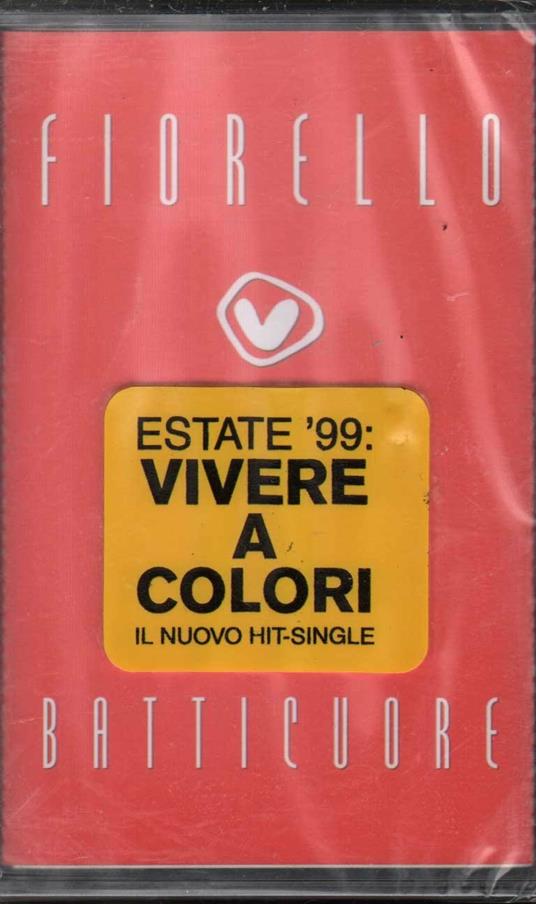 FIORELLO
ESTATE '99:
VIVERE
A
COLORI
IL NUOVO HIT-SINGLE
BATTICUORE